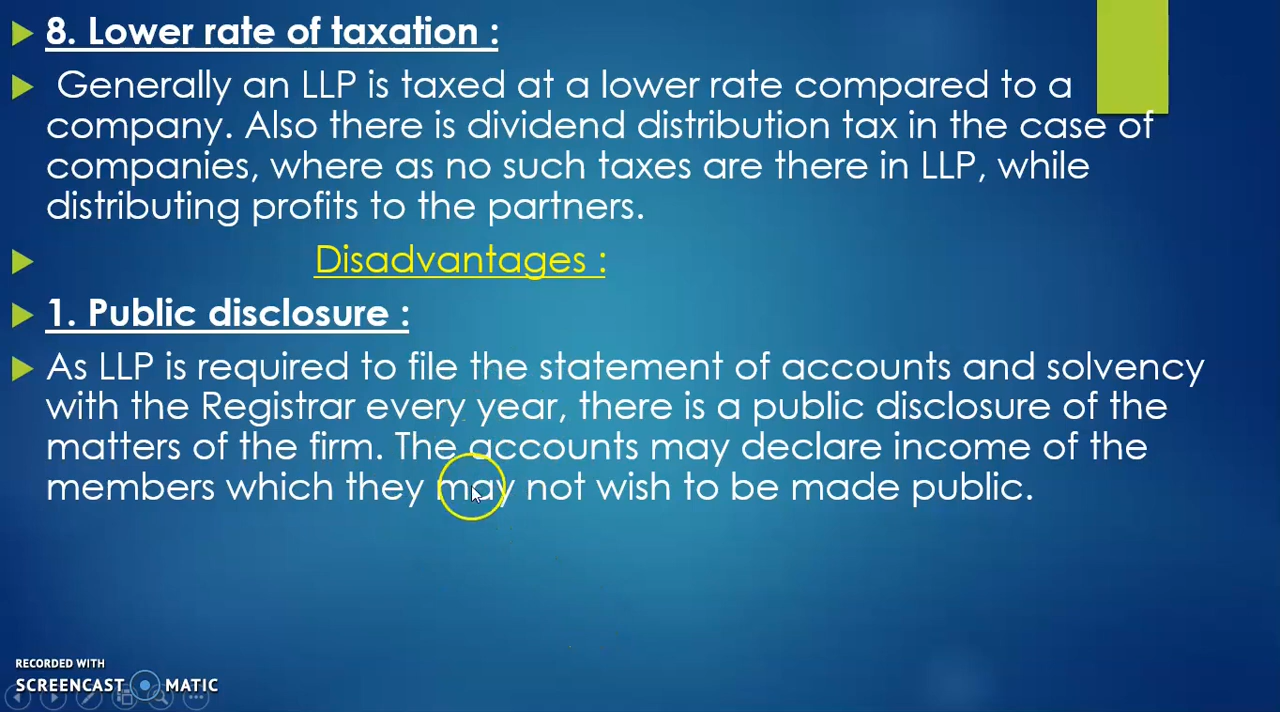 8. Lower rate of taxation :
Generally an LLP is taxed at a lower rate compared to a
company. Also there is dividend distribution tax in the case of
companies, where as no such taxes are there in LLP, while
distributing profits to the partners.
Disadvantages :
1. Public disclosure :
As LLP is required to file the statement of accounts and solvency
with the Registrar every year, there is a public disclosure of the
matters of the firm. The accounts may declare income of the
members which they may not wish to be made public.
RECORDED WITH
SCREENCAST MATIC